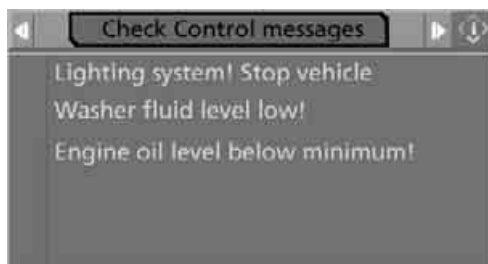 Check Control messages
Lighting system! Stop vehicle
Washer fluid level low!
Engine oil level below minimum!